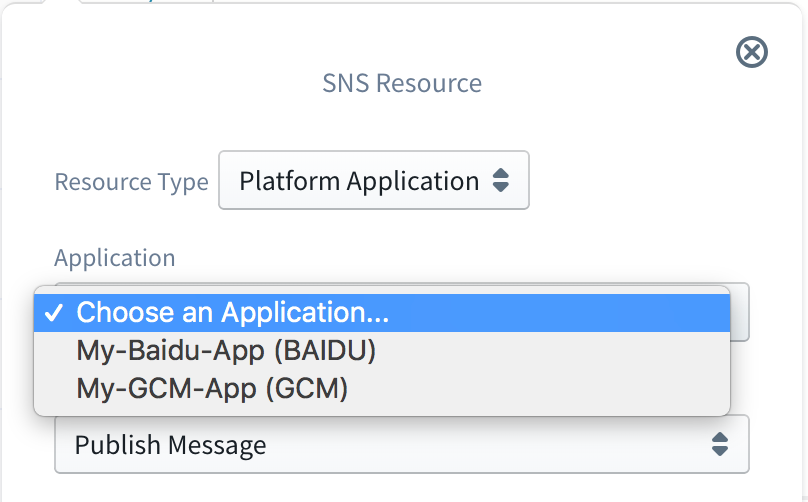 SNS Resource
Resource Type Platform Application
Application
✓ Choose an Application...
My-Baidu-App (BAIDU)
My-GCM-App (GCM)
Publish Message